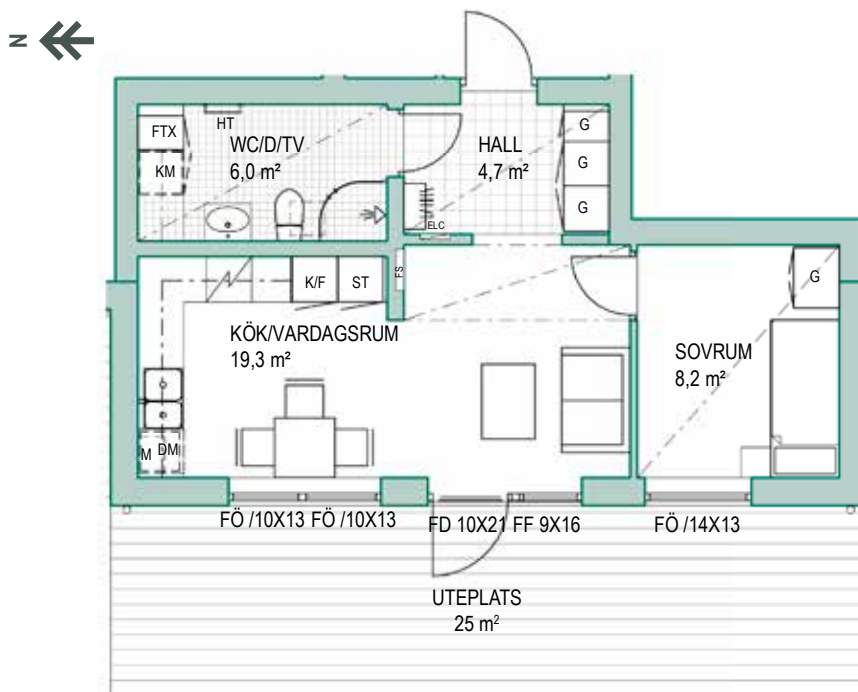 N
FTX
HT
WC/D/TV
6,0 m²
KM
HALL
4,7 m²
G
G
G
ELC
FS
K/F
ST
G
KÖK/VARDAGSRUM
19,3 m²
SOVRUM
8,2 m²
M
DM
FÖ /10X13 FÖ /10X13
FD 10X21 FF 9X16
FÖ /14X13
UTEPLATS
25 m²